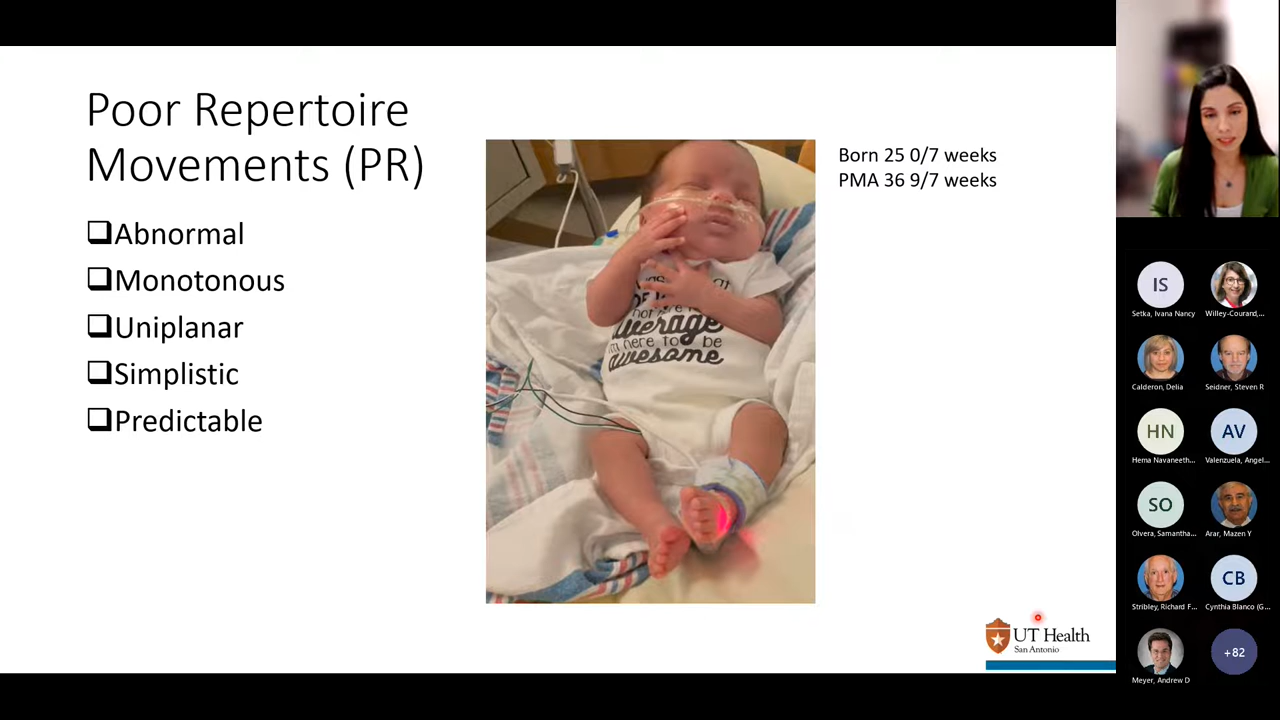 Poor Repertoire
Movements (PR)
Abnormal
Monotonous
Uniplanar
Simplistic
Predictable
Born 25 0/7 weeks
PMA 36 9/7 weeks
average
I'm here to be
awesome
UT Health
San Antonio
IS
Setka, Ivana Nancy
Willey-Courand,...
Calderon, Delia
Seidner, Steven R
HN
AV
Hema Navaneeth...
Valenzuela, Angel...
SO
Olvera, Samantha...
Arar, Mazen Y
CB
Stribley, Richard F...
Cynthia Blanco (G...
+82
Meyer, Andrew D